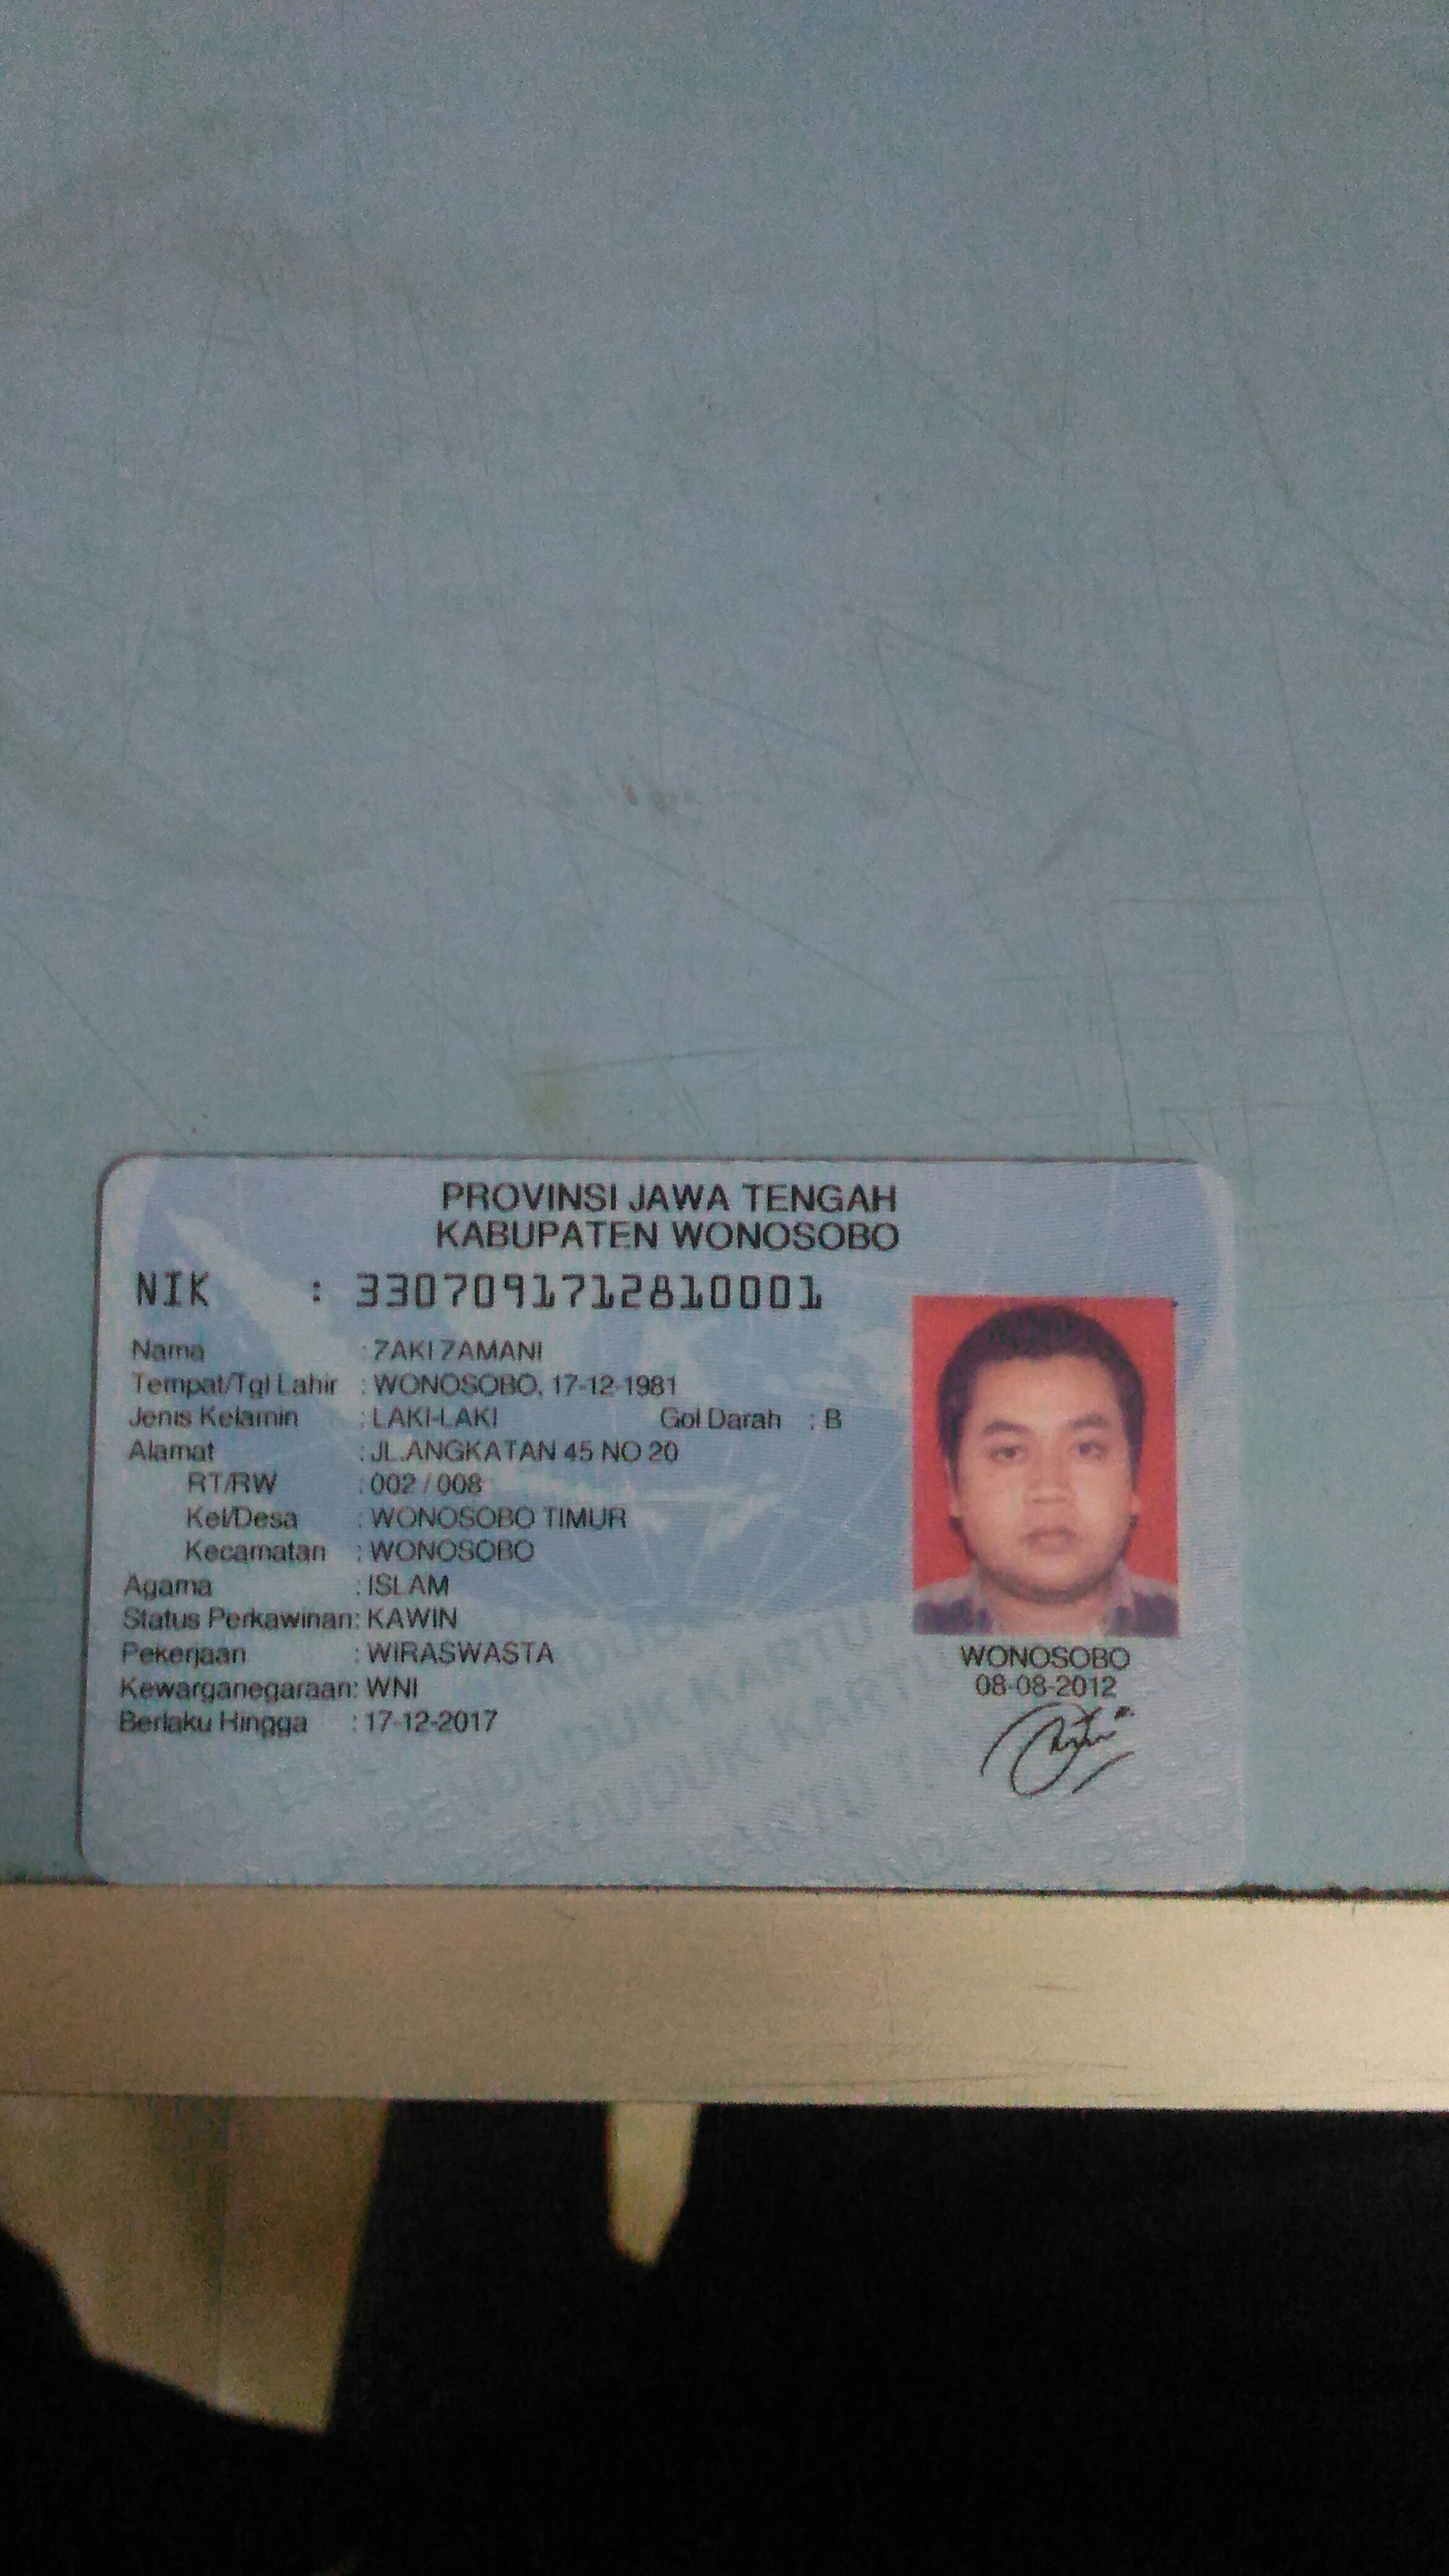 PROVINSI JAWA TENGAH
KABUPATEN WONOSOBO
NIK : 3307091712810001
Nama : ZAKI ZAMANI
Tempat/Tgl Lahir : WONOSOBO, 17-12-1981
Jenis Kelamin : LAKI-LAKI Gol Darah : B
Alamat : JL.ANGKATAN 45 NO 20
RT/RW : 002 / 008
Kel/Desa : WONOSOBO TIMUR
Kecamatan : WONOSOBO
Agama : ISLAM
Status Perkawinan: KAWIN
Pekerjaan : WIRASWASTA
Kewarganegaraan: WNI
Berlaku Hingga : 17-12-2017
WONOSOBO
08-08-2012